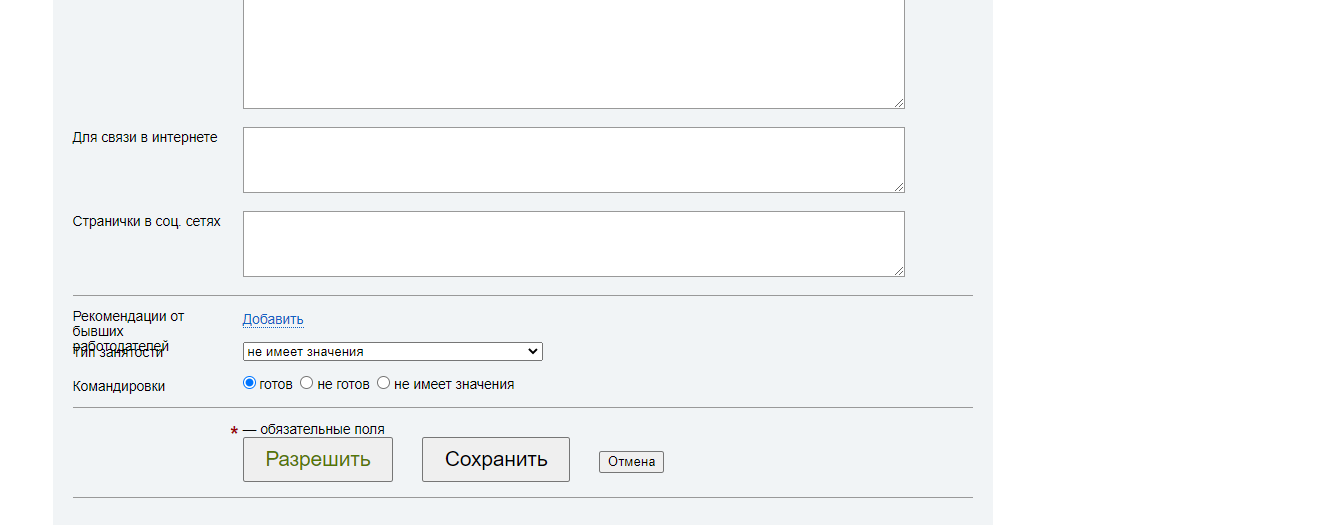 Для связи в интернете
Странички в соц. сетях
Рекомендации от
бывших
работодателей
Добавить
Тип занятости
не имеет значения
Командировки
готов не готов не имеет значения
* — обязательные поля
Разрешить Сохранить Отмена